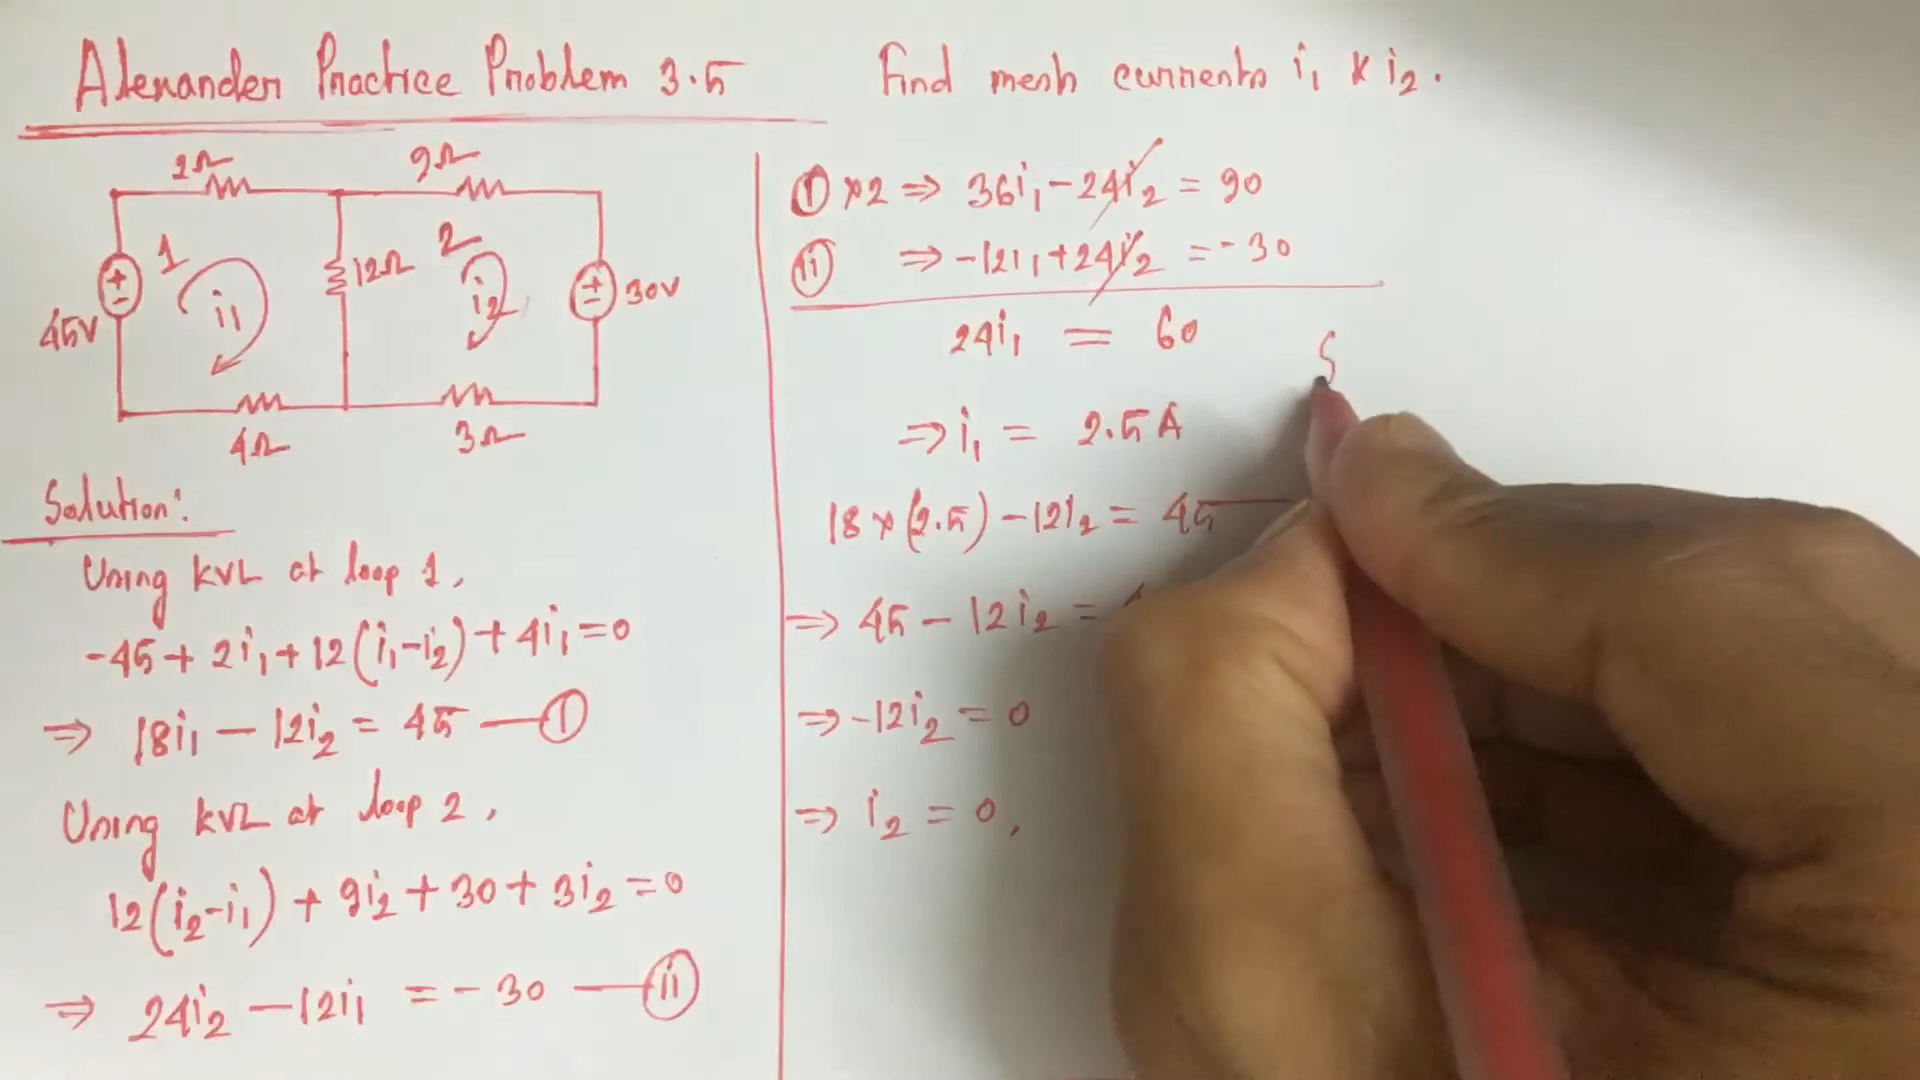 Alexander Practice Problem 3.5
Find mesh currents i₁ & i₂.
2Ω
9Ω
1
2
12Ω
i₁
i₂
45V
30V
4Ω
3Ω
Solution:
Using KVL at loop 1,
-45 + 2i₁ + 12(i₁-i₂) + 4i₁ = 0
⇒ 18i₁ - 12i₂ = 45 — (i)
Using KVL at loop 2,
12(i₂-i₁) + 9i₂ + 30 + 3i₂ = 0
⇒ 24i₂ - 12i₁ = -30 — (ii)
(i) ×2 ⇒ 36i₁ - 24i₂ = 90
(ii) ⇒ -12i₁ + 24i₂ = -30
24i₁ = 60
⇒ i₁ = 2.5A
18×(2.5) - 12i₂ = 45
⇒ 45 - 12i₂ =
⇒ -12i₂ = 0
⇒ i₂ = 0,